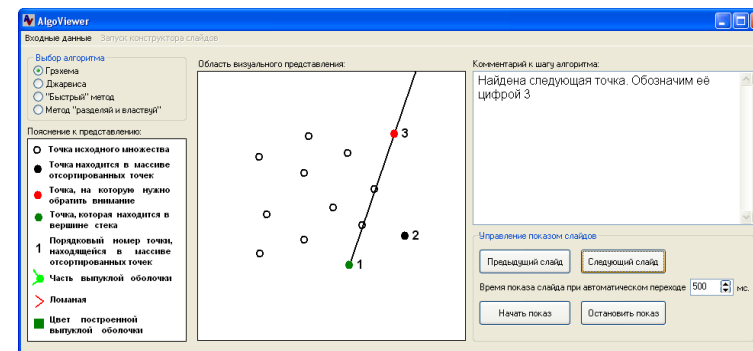 AlgoViewer
Входные данные Запуск конструктора слайдов
Выбор алгоритма
Грэхема
Джарвиса
"Быстрый" метод
Метод "разделяй и властвуй"
Пояснение к представлению:
Точка исходного множества
Точка находится в массиве
отсортированных точек
Точка, на которую нужно
обратить внимание
Точка, которая находится в
вершине стека
1 Порядковый номер точки,
находящейся в массиве
отсортированных точек
Часть выпуклой оболочки
Ломаная
Цвет построенной
выпуклой оболочки
Область визуального представления:
3
2
1
Комментарий к шагу алгоритма:
Найдена следующая точка. Обозначим её
цифрой 3
Управление показом слайдов
Предыдущий слайд Следующий слайд
Время показа слайда при автоматическом переходе 500 мс.
Начать показ Остановить показ